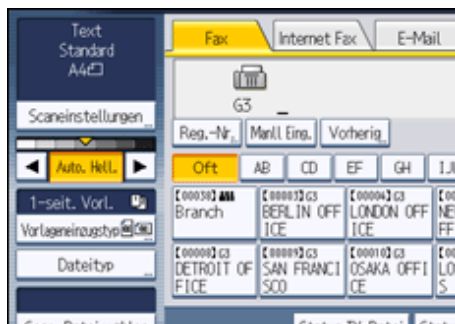 Text
Standard
A4
Scaneinstellungen
Auto. Hell.
1-seit. Vorl.
Vorlageneinzugstyp
Dateityp
Fax
Internet Fax
E-Mail
G3 _
Reg.-Nr.
Manll Eing.
Vorherig.
Oft
AB
CD
EF
GH
[00038]
Branch
[00003] G3
BERLIN OFF
ICE
[00004] G3
LONDON OFF
ICE
[00008] G3
DETROIT OF
FICE
[00009] G3
SAN FRANCI
SCO
[00010] G3
OSAKA OFFI
CE